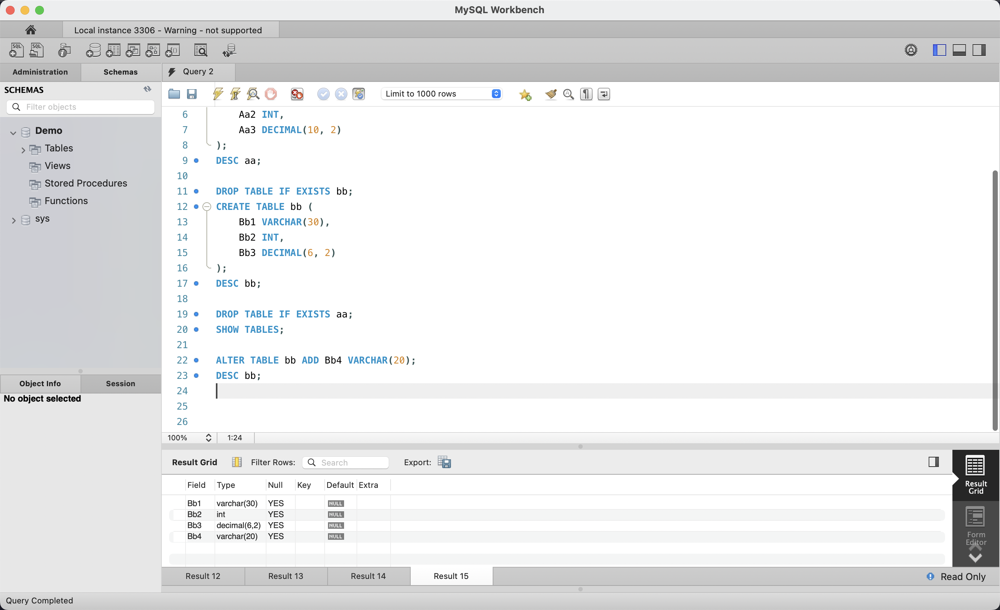 MySQL Workbench
Local instance 3306 - Warning - not supported
SQL SQL i f()
Administration Schemas Query 2
SCHEMAS
Filter objects
Demo
Tables
Views
Stored Procedures
Functions
sys
Object Info Session
No object selected
Limit to 1000 rows
6 Aa2 INT,
7 Aa3 DECIMAL(10, 2)
8 );
9 DESC aa;
10
11 DROP TABLE IF EXISTS bb;
12 CREATE TABLE bb (
13 Bb1 VARCHAR(30),
14 Bb2 INT,
15 Bb3 DECIMAL(6, 2)
16 );
17 DESC bb;
18
19 DROP TABLE IF EXISTS aa;
20 SHOW TABLES;
21
22 ALTER TABLE bb ADD Bb4 VARCHAR(20);
23 DESC bb;
24
25
26
100% 1:24
Result Grid Filter Rows: Search Export:
Field Type Null Key Default Extra
Bb1 varchar(30) YES NULL
Bb2 int YES NULL
Bb3 decimal(6,2) YES NULL
Bb4 varchar(20) YES NULL
Result
Grid
Form
Editor
Result 12 Result 13 Result 14 Result 15 Read Only
Query Completed